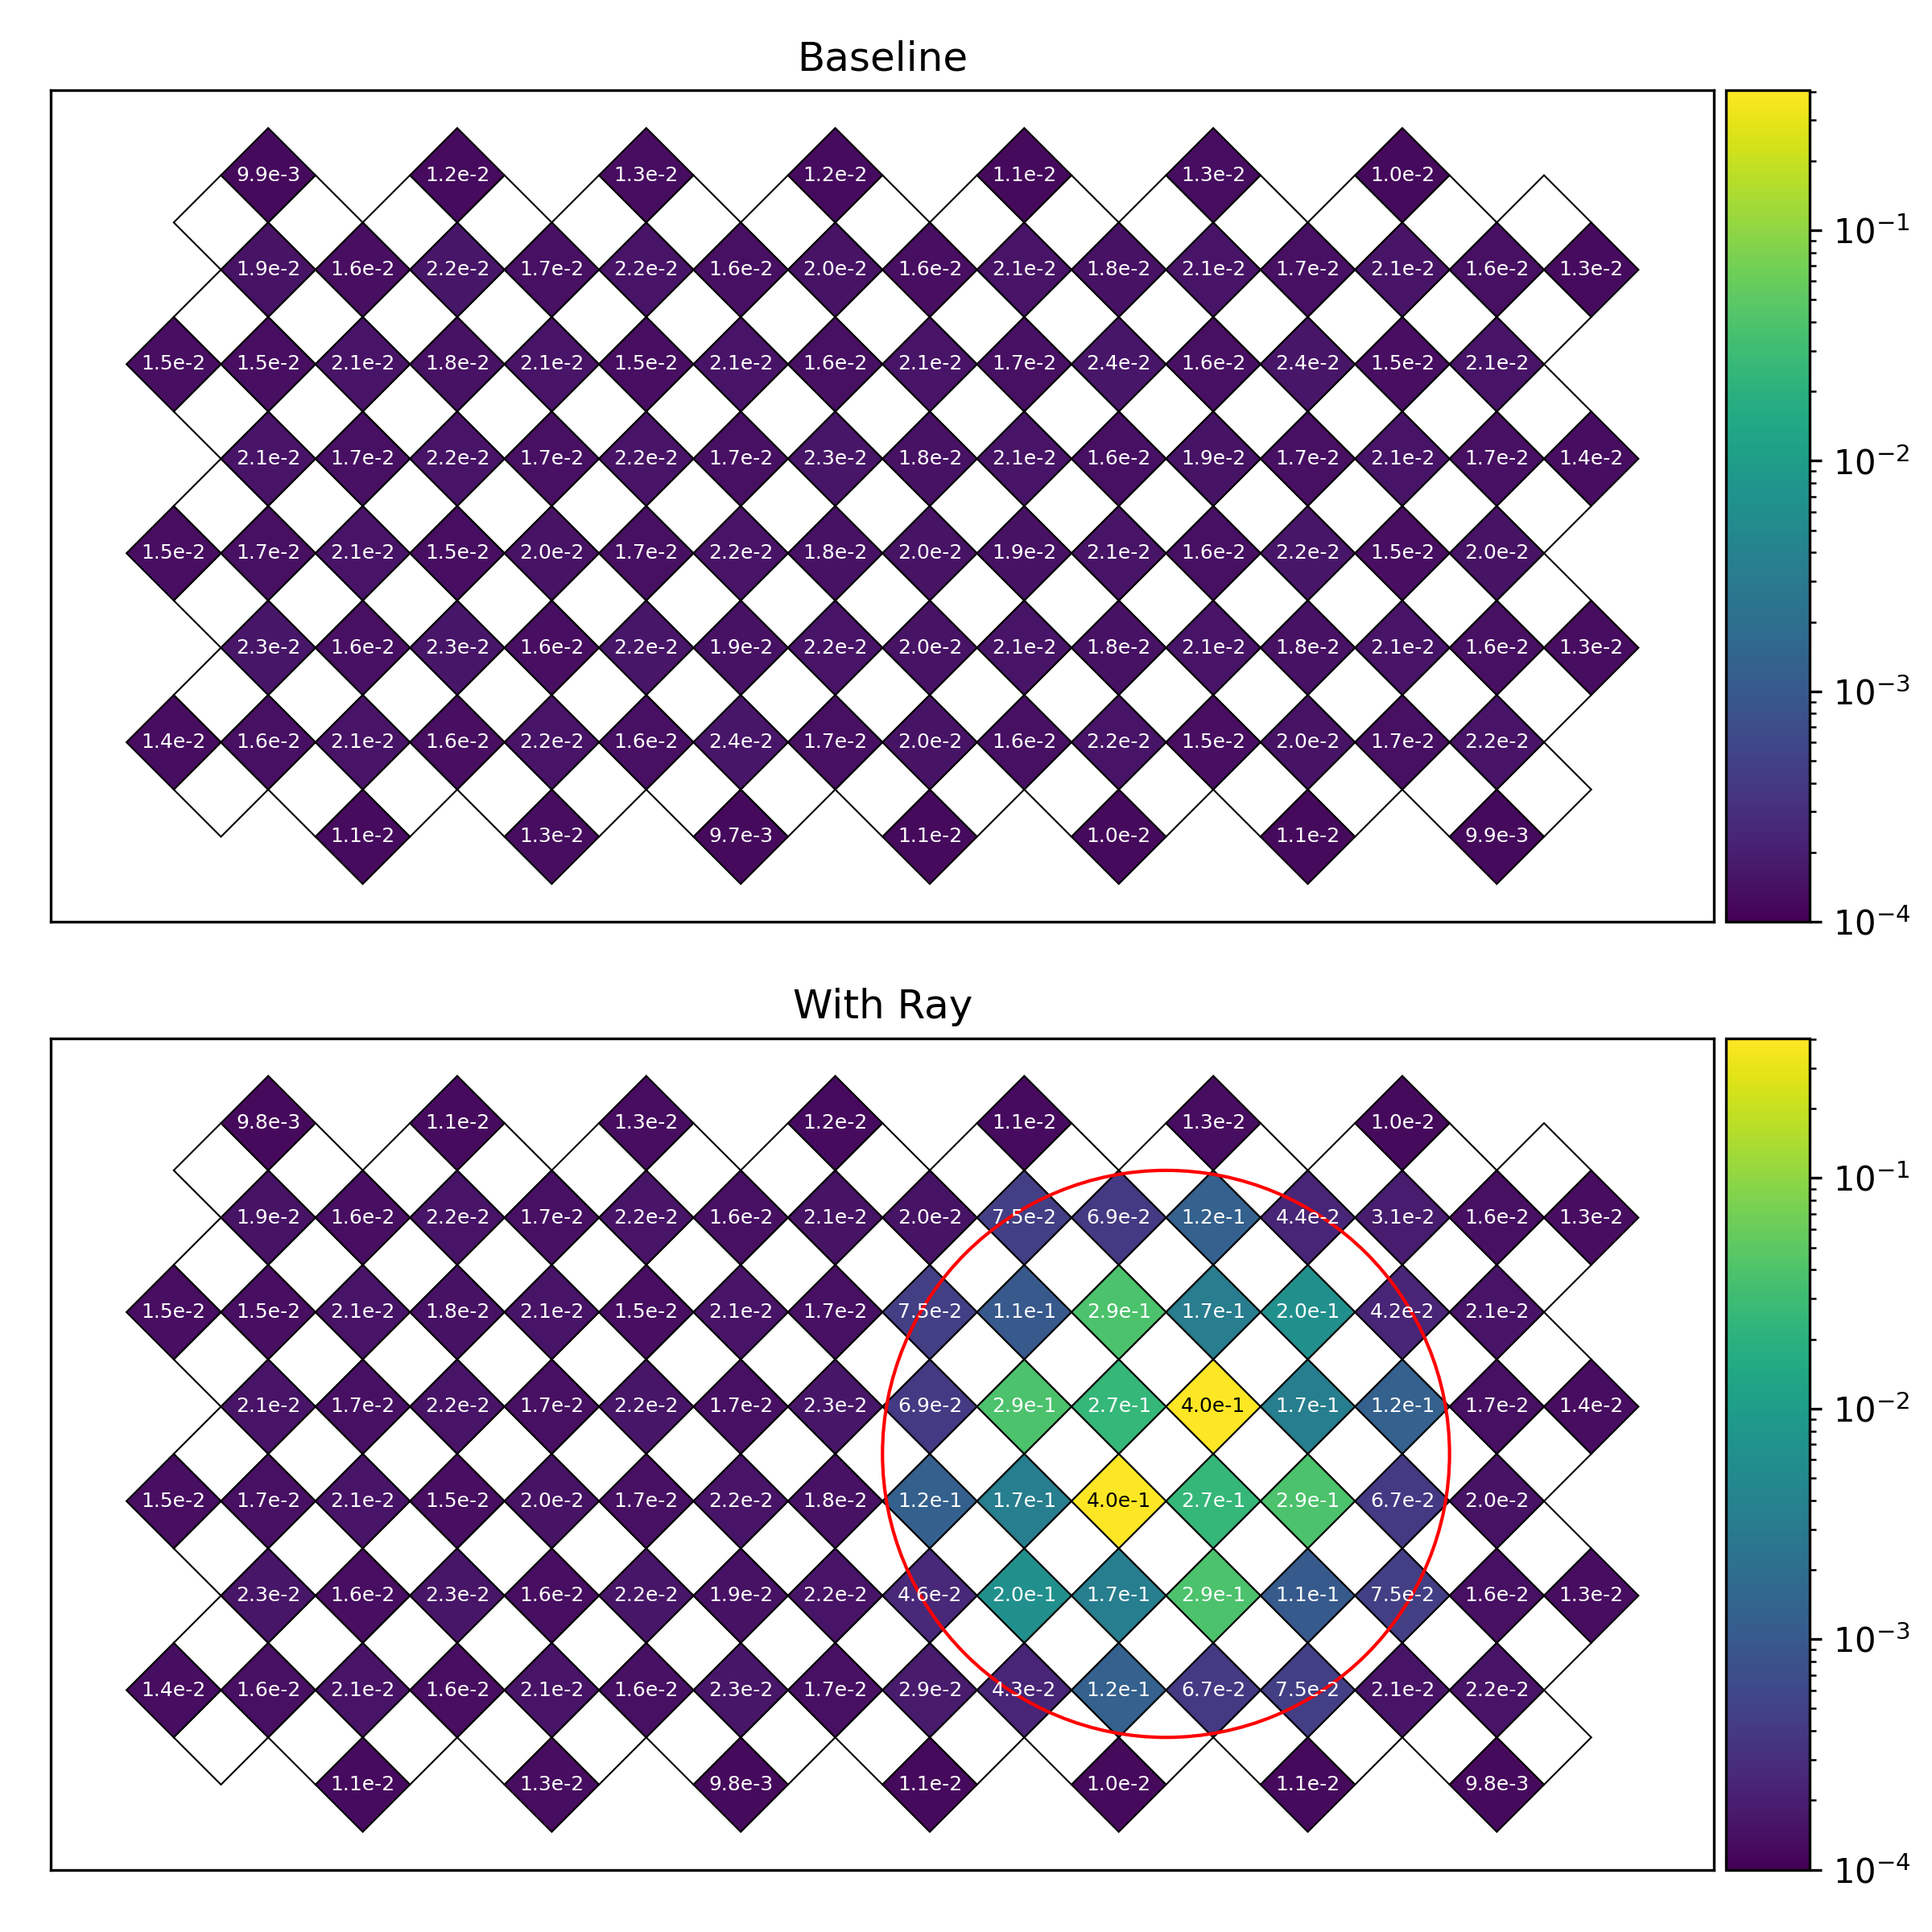 Baseline
9.9e-3 1.2e-2 1.3e-2 1.2e-2 1.1e-2 1.3e-2 1.0e-2
1.9e-2 1.6e-2 2.2e-2 1.7e-2 2.2e-2 1.6e-2 2.0e-2 1.6e-2 2.1e-2 1.8e-2 2.1e-2 1.7e-2 2.1e-2 1.6e-2 1.3e-2
1.5e-2 1.5e-2 2.1e-2 1.8e-2 2.1e-2 1.5e-2 2.1e-2 1.6e-2 2.1e-2 1.7e-2 2.4e-2 1.6e-2 2.4e-2 1.5e-2 2.1e-2
2.1e-2 1.7e-2 2.2e-2 1.7e-2 2.2e-2 1.7e-2 2.3e-2 1.8e-2 2.1e-2 1.6e-2 1.9e-2 1.7e-2 2.1e-2 1.7e-2 1.4e-2
1.5e-2 1.7e-2 2.1e-2 1.5e-2 2.0e-2 1.7e-2 2.2e-2 1.8e-2 2.0e-2 1.9e-2 2.1e-2 1.6e-2 2.2e-2 1.5e-2 2.0e-2
2.3e-2 1.6e-2 2.3e-2 1.6e-2 2.2e-2 1.9e-2 2.2e-2 2.0e-2 2.1e-2 1.8e-2 2.1e-2 1.8e-2 2.1e-2 1.6e-2 1.3e-2
1.4e-2 1.6e-2 2.1e-2 1.6e-2 2.2e-2 1.6e-2 2.4e-2 1.7e-2 2.0e-2 1.6e-2 2.2e-2 1.5e-2 2.0e-2 1.7e-2 2.2e-2
1.1e-2 1.3e-2 9.7e-3 1.1e-2 1.0e-2 1.1e-2 9.9e-3
10⁻¹
10⁻²
10⁻³
10⁻⁴
With Ray
9.8e-3 1.1e-2 1.3e-2 1.2e-2 1.1e-2 1.3e-2 1.0e-2
1.9e-2 1.6e-2 2.2e-2 1.7e-2 2.2e-2 1.6e-2 2.1e-2 2.0e-2 7.5e-2 6.9e-2 1.2e-1 4.4e-2 3.1e-2 1.6e-2 1.3e-2
1.5e-2 1.5e-2 2.1e-2 1.8e-2 2.1e-2 1.5e-2 2.1e-2 1.7e-2 7.5e-2 1.1e-1 2.9e-1 1.7e-1 2.0e-1 4.2e-2 2.1e-2
2.1e-2 1.7e-2 2.2e-2 1.7e-2 2.2e-2 1.7e-2 2.3e-2 6.9e-2 2.9e-1 2.7e-1 4.0e-1 1.7e-1 1.2e-1 1.7e-2 1.4e-2
1.5e-2 1.7e-2 2.1e-2 1.5e-2 2.0e-2 1.7e-2 2.2e-2 1.8e-2 1.2e-1 1.7e-1 4.0e-1 2.7e-1 2.9e-1 6.7e-2 2.0e-2
2.3e-2 1.6e-2 2.3e-2 1.6e-2 2.2e-2 1.9e-2 2.2e-2 4.6e-2 2.0e-1 1.7e-1 2.9e-1 1.1e-1 7.5e-2 1.6e-2 1.3e-2
1.4e-2 1.6e-2 2.1e-2 1.6e-2 2.1e-2 1.6e-2 2.3e-2 1.7e-2 2.9e-2 4.3e-2 1.2e-1 6.7e-2 7.5e-2 2.1e-2 2.2e-2
1.1e-2 1.3e-2 9.8e-3 1.1e-2 1.0e-2 1.1e-2 9.8e-3
10⁻¹
10⁻²
10⁻³
10⁻⁴